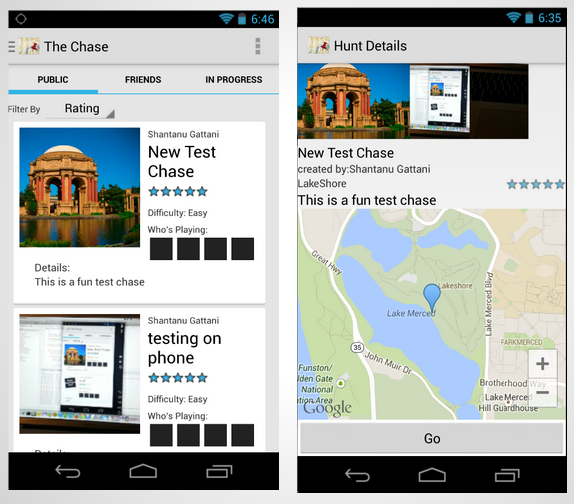 6:46
The Chase
PUBLIC FRIENDS IN PROGRESS
Filter By Rating
Shantanu Gattani
New Test
Chase
Difficulty: Easy
Who's Playing:
Details:
This is a fun test chase
Shantanu Gattani
testing on
phone
Difficulty: Easy
Who's Playing:
Details:
6:35
Hunt Details
New Test Chase
created by:Shantanu Gattani
LakeShore
This is a fun test chase
Great Hwy
Lakeshore
Lake Merced
Lake Merced Blvd
FARMERCED
35
John Muir Dr
Funston/
lden Gate
National
tion Area
Brotherhood Way
Lake Merced
Hill Guardhouse
Google
+
−
Go